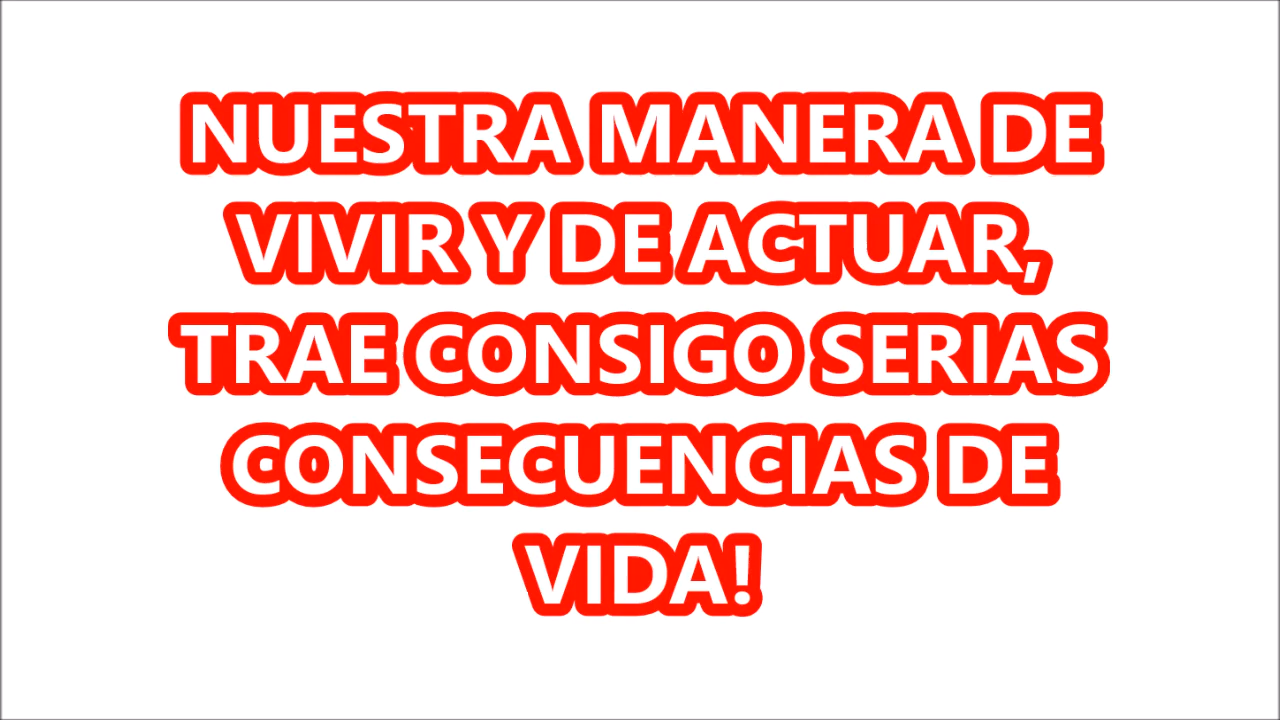 NUESTRA MANERA DE
VIVIR Y DE ACTUAR,
TRAE CONSIGO SERIAS
CONSECUENCIAS DE
VIDA!